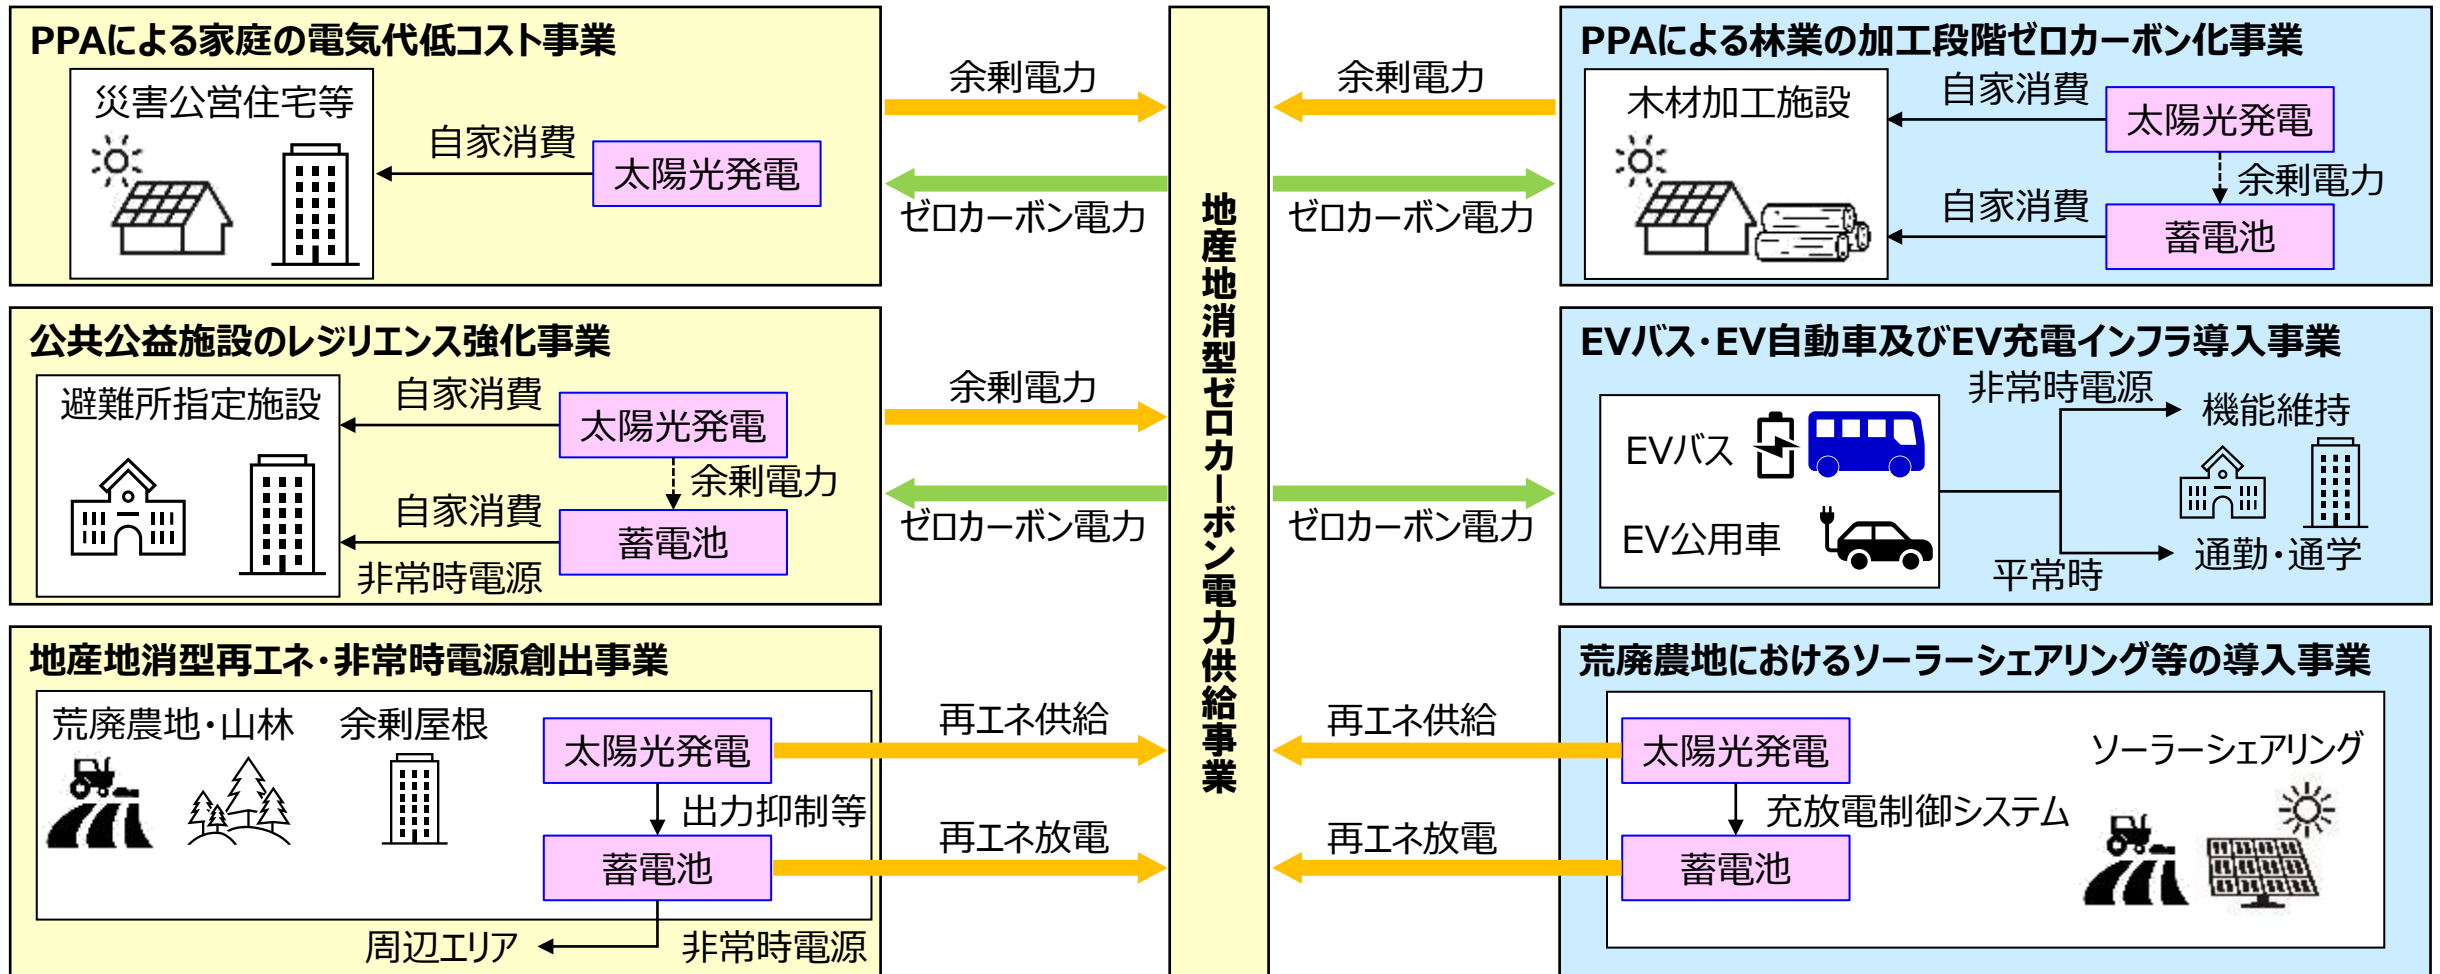 PPAによる家庭の電気代低コスト事業
災害公営住宅等
自家消費
太陽光発電
余剰電力
ゼロカーボン電力
公共公益施設のレジリエンス強化事業
避難所指定施設
自家消費
太陽光発電
余剰電力
自家消費
蓄電池
非常時電源
余剰電力
ゼロカーボン電力
地産地消型再エネ・非常時電源創出事業
荒廃農地・山林
余剰屋根
太陽光発電
出力抑制等
蓄電池
周辺エリア
非常時電源
再エネ供給
再エネ放電
地産地消型ゼロカーボン電力供給事業
余剰電力
ゼロカーボン電力
PPAによる林業の加工段階ゼロカーボン化事業
木材加工施設
自家消費
太陽光発電
余剰電力
自家消費
蓄電池
ゼロカーボン電力
EVバス・EV自動車及びEV充電インフラ導入事業
EVバス
EV公用車
非常時電源
機能維持
通勤・通学
平常時
再エネ供給
再エネ放電
荒廃農地におけるソーラーシェアリング等の導入事業
太陽光発電
充放電制御システム
蓄電池
ソーラーシェアリング